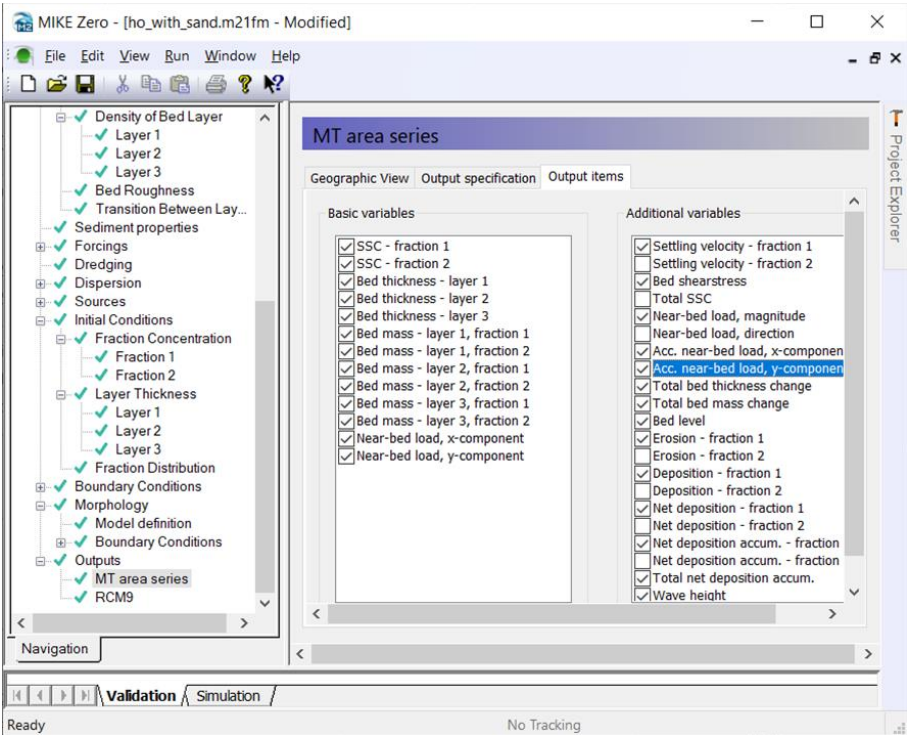 MIKE Zero - [ho_with_sand.m21fm - Modified]
File Edit View Run Window Help
Density of Bed Layer
Layer 1
Layer 2
Layer 3
Bed Roughness
Transition Between Lay...
Sediment properties
Forcings
Dredging
Dispersion
Sources
Initial Conditions
Fraction Concentration
Fraction 1
Fraction 2
Layer Thickness
Layer 1
Layer 2
Layer 3
Fraction Distribution
Boundary Conditions
Morphology
Model definition
Boundary Conditions
Outputs
MT area series
RCM9
Navigation
MT area series
Geographic View Output specification Output items
Basic variables
SSC - fraction 1
SSC - fraction 2
Bed thickness - layer 1
Bed thickness - layer 2
Bed thickness - layer 3
Bed mass - layer 1, fraction 1
Bed mass - layer 1, fraction 2
Bed mass - layer 2, fraction 1
Bed mass - layer 2, fraction 2
Bed mass - layer 3, fraction 1
Bed mass - layer 3, fraction 2
Near-bed load, x-component
Near-bed load, y-component
Additional variables
Settling velocity - fraction 1
Settling velocity - fraction 2
Bed shearstress
Total SSC
Near-bed load, magnitude
Near-bed load, direction
Acc. near-bed load, x-componen
Acc. near-bed load, y-componen
Total bed thickness change
Total bed mass change
Bed level
Erosion - fraction 1
Erosion - fraction 2
Deposition - fraction 1
Deposition - fraction 2
Net deposition - fraction 1
Net deposition - fraction 2
Net deposition accum. - fraction
Net deposition accum. - fraction
Total net deposition accum.
Wave height
Project Explorer
Validation Simulation
Ready No Tracking